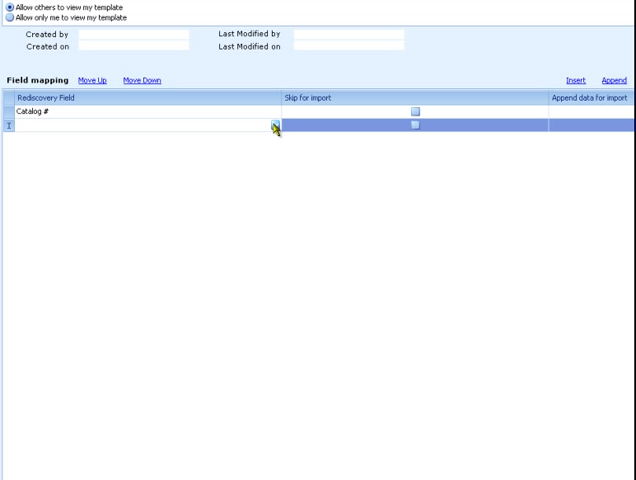 Allow others to view my template
Allow only me to view my template
Created by
Last Modified by
Created on
Last Modified on
Field mapping Move Up Move Down Insert Append
Rediscovery Field Skip for import Append data for import
Catalog #